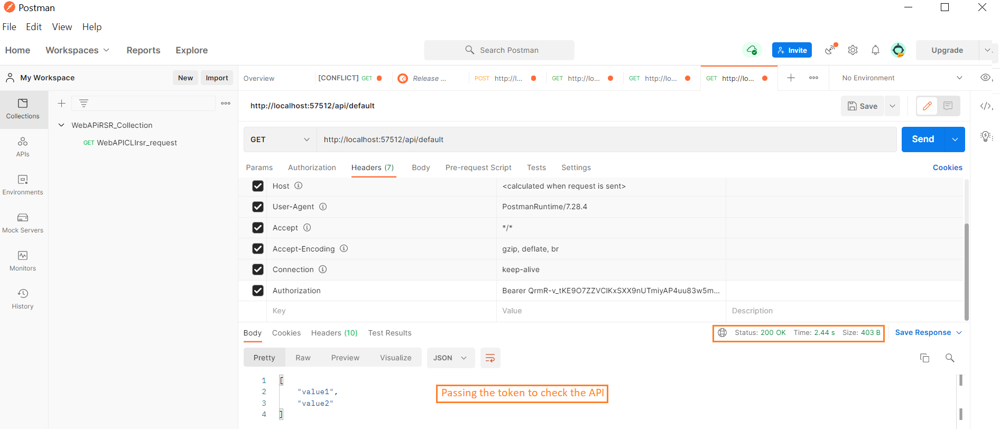 Postman
File Edit View Help
Home Workspaces Reports Explore Search Postman Invite Upgrade
My Workspace New Import Overview [CONFLICT] GET Release ... POST http://l... GET http://lo... GET http://lo... GET http://lo... No Environment
Collections
http://localhost:57512/api/default Save
WebAPiRSR_Collection
GET WebAPICLIrsr_request
APIs
Environments
Mock Servers
Monitors
History
GET http://localhost:57512/api/default Send
Params Authorization Headers (7) Body Pre-request Script Tests Settings Cookies
Host <calculated when request is sent>
User-Agent PostmanRuntime/7.28.4
Accept */*
Accept-Encoding gzip, deflate, br
Connection keep-alive
Authorization Bearer QrmR-v_tKE9O7ZZVCIKxSXX9nUTmiyAP4uu83w5m...
Key Value Description
Body Cookies Headers (10) Test Results Status: 200 OK Time: 2.44 s Size: 403 B Save Response
Pretty Raw Preview Visualize JSON
1 [
2 "value1",
3 "value2"
4 ]
Passing the token to check the API